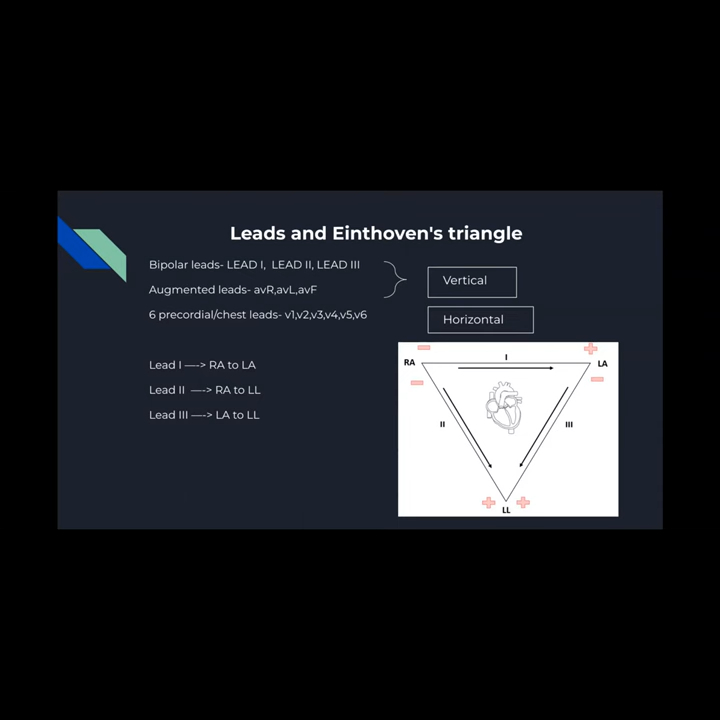 Leads and Einthoven's triangle
Bipolar leads- LEAD I,  LEAD II, LEAD III
Augmented leads- avR,avL,avF
Vertical
6 precordial/chest leads- v1,v2,v3,v4,v5,v6
Horizontal
Lead I —-> RA to LA
Lead II —-> RA to LL
Lead III —-> LA to LL
I
RA
LA
II
III
LL